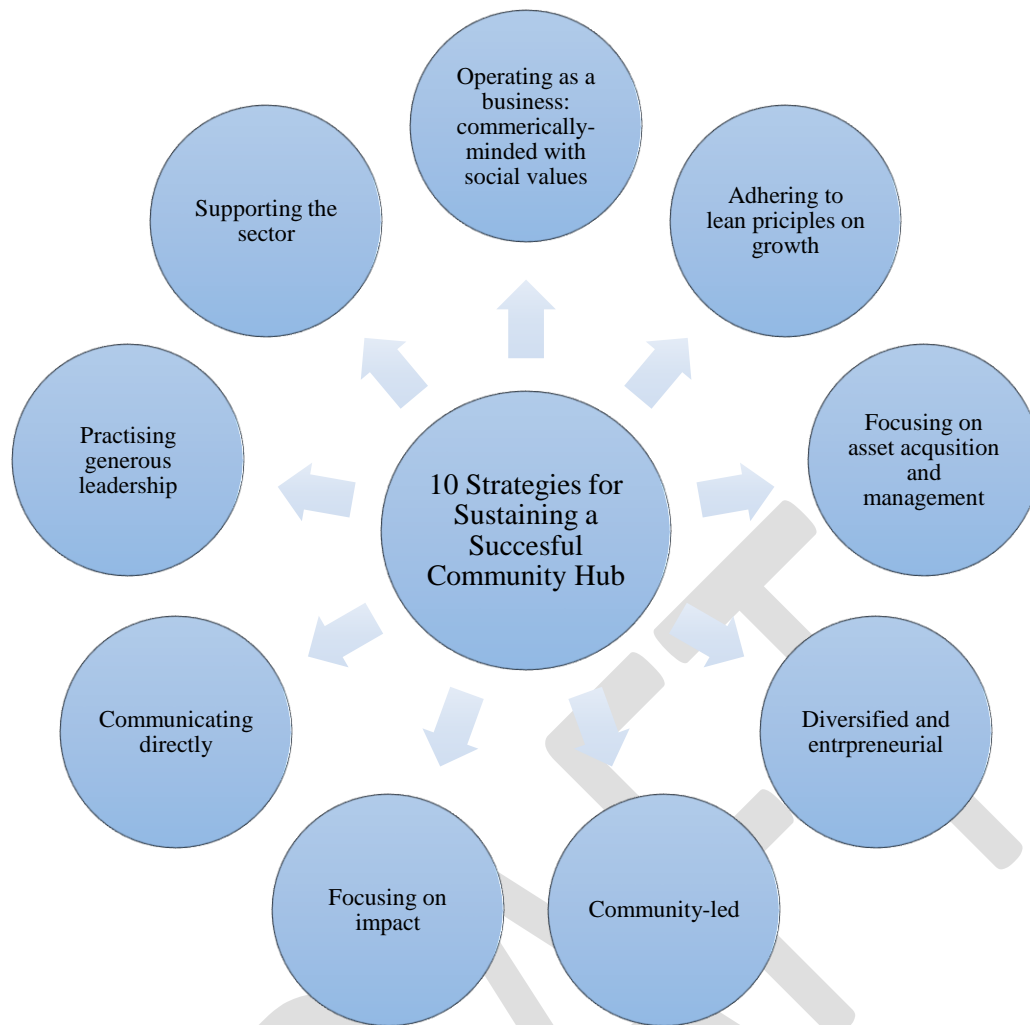 Operating as a
business:
commerically-
minded with
social values
Adhering to
lean priciples on
growth
Focusing on
asset acqusition
and
management
Diversified and
entrpreneurial
Community-led
Focusing on
impact
Communicating
directly
Practising
generous
leadership
Supporting the
sector
10 Strategies for
Sustaining a
Succesful
Community Hub